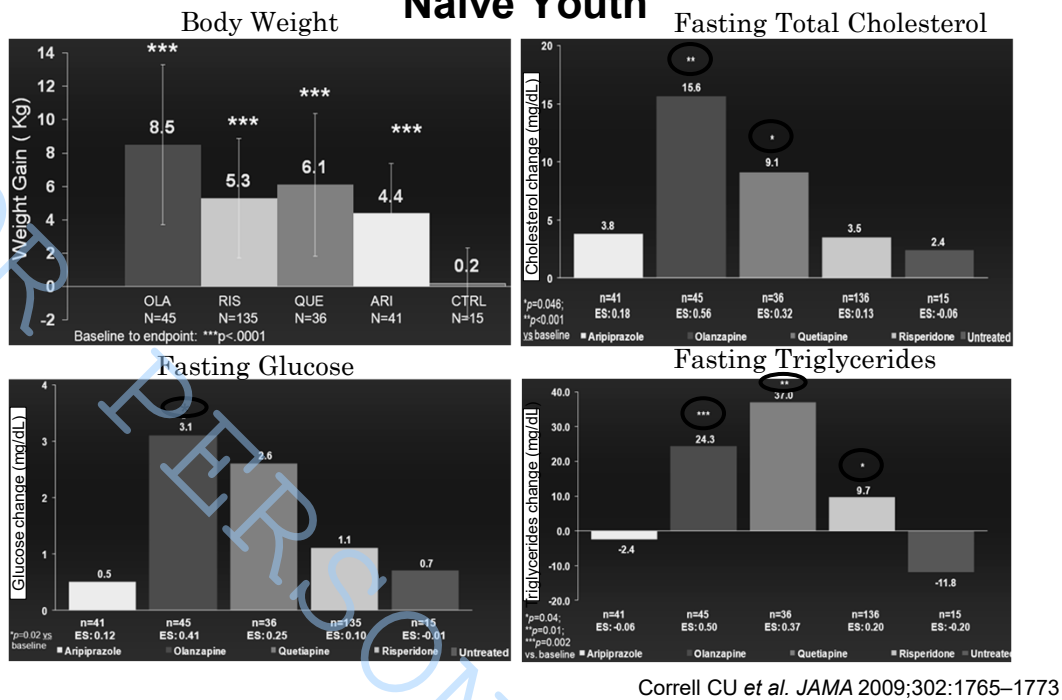 Naïve Youth
Body Weight
Weight Gain ( Kg)
14
12
10
8
6
4
2
0
-2
***
8.5
***
5.3
***
6.1
***
4.4
0.2
OLA RIS QUE ARI CTRL
N=45 N=135 N=36 N=41 N=15
Baseline to endpoint: ***p<.0001
Fasting Total Cholesterol
Cholesterol change (mg/dL)
20
15
10
5
0
3.8
**
15.6
*
9.1
3.5
2.4
n=41 n=45 n=36 n=136 n=15
ES:0.18 ES:0.56 ES:0.32 ES:0.13 ES:-0.06
*p=0.046;
**p<0.001
vs baseline
Aripiprazole Olanzapine Quetiapine Risperidone Untreated
Fasting Glucose
Glucose change (mg/dL)
4
3
2
1
0
0.5
3.1
2.6
1.1
0.7
n=41 n=45 n=36 n=135 n=15
ES:0.12 ES:0.41 ES:0.25 ES:0.10 ES:-0.01
*p=0.02 vs
baseline
Aripiprazole Olanzapine Quetiapine Risperidone Untreated
Fasting Triglycerides
Triglycerides change (mg/dL)
40.0
30.0
20.0
10.0
0.0
-10.0
-20.0
-2.4
***
24.3
**
37.0
*
9.7
-11.8
n=41 n=45 n=36 n=136 n=15
ES:-0.06 ES:0.50 ES:0.37 ES:0.20 ES:-0.20
*p=0.04;
**p=0.01;
***p=0.002
vs. baseline
Aripiprazole Olanzapine Quetiapine Risperidone Untreate
OR
PERSON
Correll CU et al. JAMA 2009;302:1765–1773